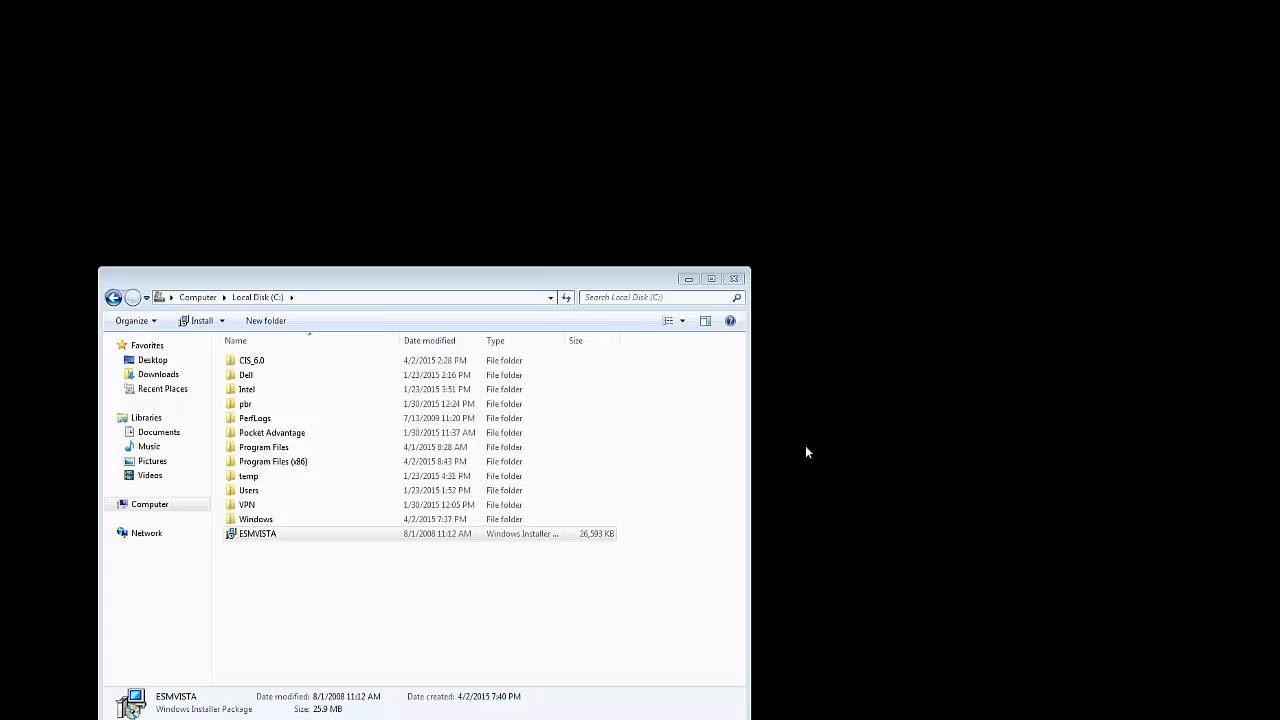 Computer Local Disk (C:) Search Local Disk (C:)
Organize Install New folder
Name Date modified Type Size
Favorites
Desktop
Downloads
Recent Places
Libraries
Documents
Music
Pictures
Videos
Computer
Network
CIS_6.0 4/2/2015 2:28 PM File folder
Dell 1/23/2015 2:16 PM File folder
Intel 1/23/2015 3:51 PM File folder
pbr 1/30/2015 12:24 PM File folder
PerfLogs 7/13/2009 11:20 PM File folder
Pocket Advantage 1/30/2015 11:37 AM File folder
Program Files 4/1/2015 8:28 AM File folder
Program Files (x86) 4/2/2015 8:43 PM File folder
temp 1/23/2015 4:31 PM File folder
Users 1/23/2015 1:52 PM File folder
VPN 1/30/2015 12:05 PM File folder
Windows 4/2/2015 7:37 PM File folder
ESMVISTA 8/1/2008 11:12 AM Windows Installer ... 26,593 KB
ESMVISTA Date modified: 8/1/2008 11:12 AM Date created: 4/2/2015 7:40 PM
Windows Installer Package Size: 25.9 MB